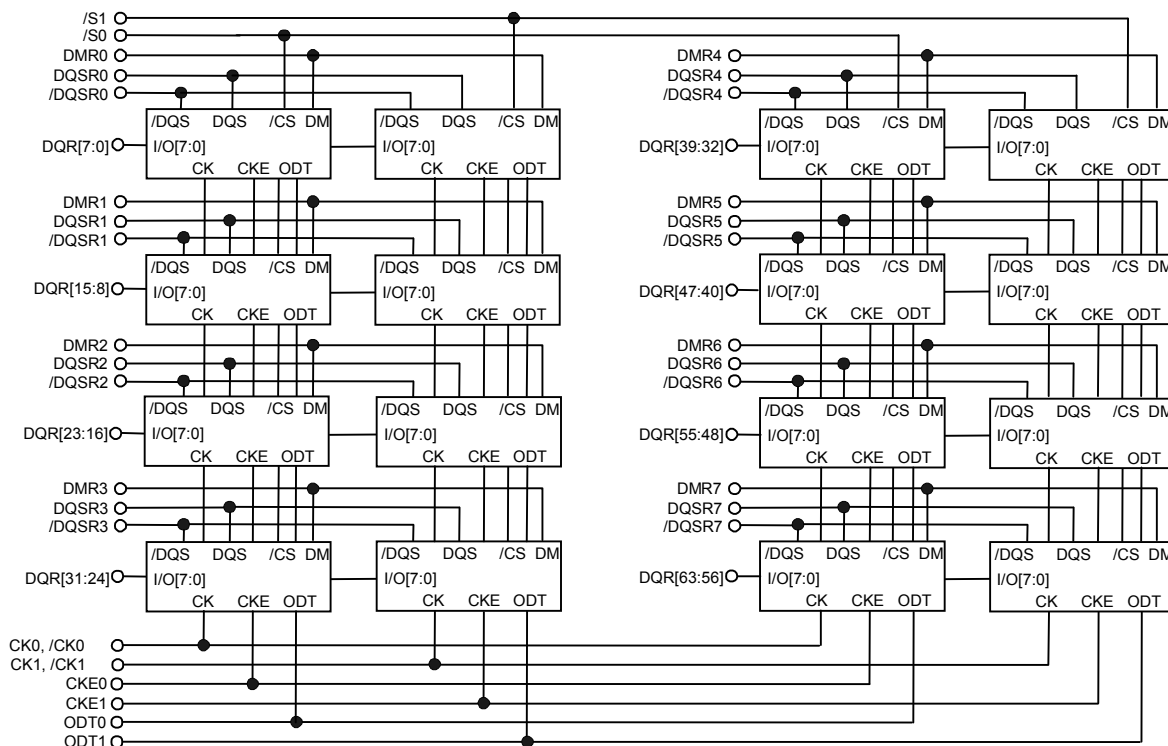 /S1
/S0
DMR0
DQSR0
/DQSR0
DMR4
DQSR4
/DQSR4
/DQS DQS /CS DM
DQR[7:0] I/O[7:0]
CK CKE ODT
/DQS DQS /CS DM
I/O[7:0]
CK CKE ODT
/DQS DQS /CS DM
DQR[39:32] I/O[7:0]
CK CKE ODT
/DQS DQS /CS DM
I/O[7:0]
CK CKE ODT
DMR1
DQSR1
/DQSR1
DMR5
DQSR5
/DQSR5
/DQS DQS /CS DM
DQR[15:8] I/O[7:0]
CK CKE ODT
/DQS DQS /CS DM
I/O[7:0]
CK CKE ODT
/DQS DQS /CS DM
DQR[47:40] I/O[7:0]
CK CKE ODT
/DQS DQS /CS DM
I/O[7:0]
CK CKE ODT
DMR2
DQSR2
/DQSR2
DMR6
DQSR6
/DQSR6
/DQS DQS /CS DM
DQR[23:16] I/O[7:0]
CK CKE ODT
/DQS DQS /CS DM
I/O[7:0]
CK CKE ODT
/DQS DQS /CS DM
DQR[55:48] I/O[7:0]
CK CKE ODT
/DQS DQS /CS DM
I/O[7:0]
CK CKE ODT
DMR3
DQSR3
/DQSR3
DMR7
DQSR7
/DQSR7
/DQS DQS /CS DM
DQR[31:24] I/O[7:0]
CK CKE ODT
/DQS DQS /CS DM
I/O[7:0]
CK CKE ODT
/DQS DQS /CS DM
DQR[63:56] I/O[7:0]
CK CKE ODT
/DQS DQS /CS DM
I/O[7:0]
CK CKE ODT
CK0, /CK0
CK1, /CK1
CKE0
CKE1
ODT0
ODT1